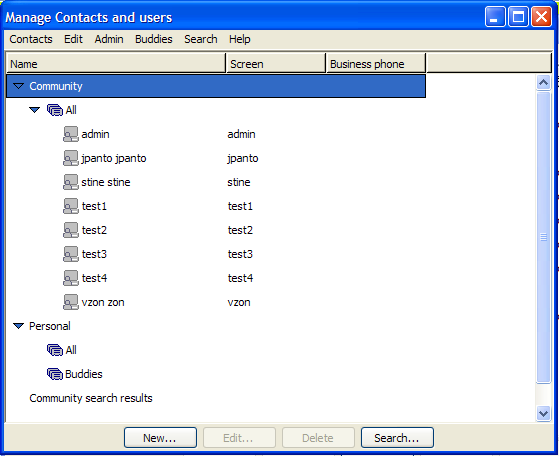 Manage Contacts and users
Contacts Edit Admin Buddies Search Help
Name Screen Business phone
Community
All
admin admin
jpanto jpanto jpanto
stine stine stine
test1 test1
test2 test2
test3 test3
test4 test4
vzon zon vzon
Personal
All
Buddies
Community search results
New... Edit... Delete Search...